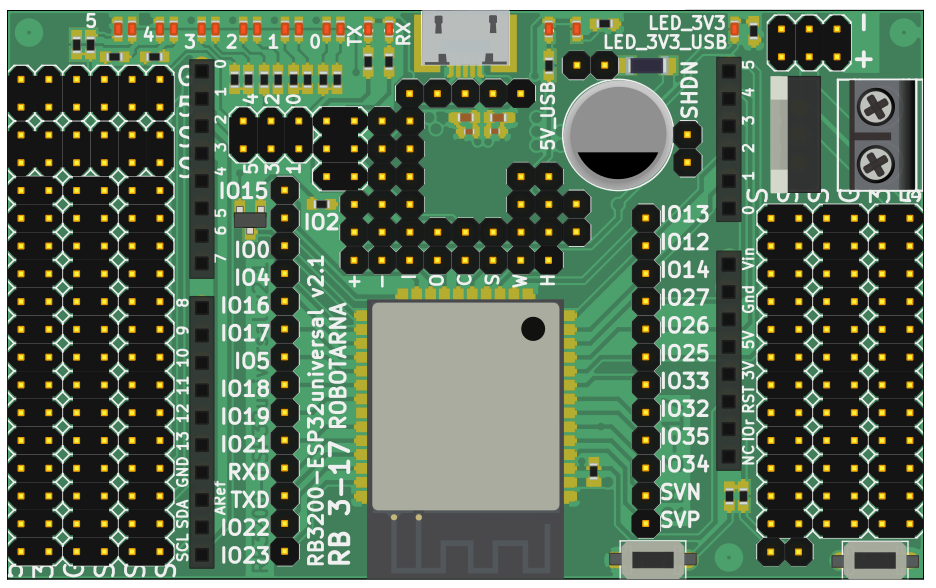 5
4
3
2
1
0
TX
RX
LED_3V3
LED_3V3_USB
–
+
5V_USB
SHDN
4 2 0
5 3 1
0
1
2
3
4
5
6
7
8
9
10
11
12
13
GND
ARef
SDA
SCL
IO15
IO2
IO0
IO4
IO16
IO17
IO5
IO18
IO19
IO21
RXD
TXD
IO22
IO23
RB3200-ESP32universal v2.1
RB 3-17 ROBOTARNA
+ – I O C S W H
IO13
IO12
IO14
IO27
IO26
IO25
IO33
IO32
IO35
IO34
SVN
SVP
5
4
3
2
1
0
Vin
Gnd
5V
3V
RST
IOr
NC